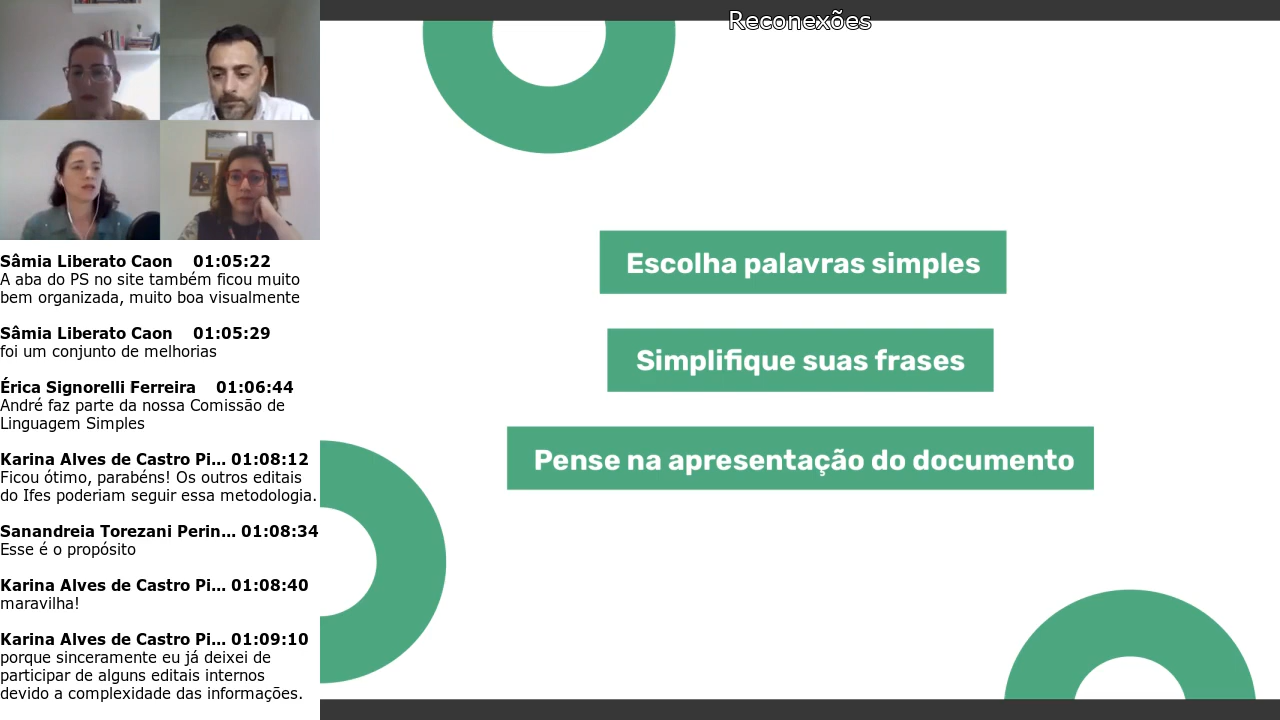 Reconexões
Escolha palavras simples
Simplifique suas frases
Pense na apresentação do documento
Sâmia Liberato Caon 01:05:22
A aba do PS no site também ficou muito
bem organizada, muito boa visualmente
Sâmia Liberato Caon 01:05:29
foi um conjunto de melhorias
Érica Signorelli Ferreira 01:06:44
André faz parte da nossa Comissão de
Linguagem Simples
Karina Alves de Castro Pi... 01:08:12
Ficou ótimo, parabéns! Os outros editais
do Ifes poderiam seguir essa metodologia.
Sanandreia Torezani Perin... 01:08:34
Esse é o propósito
Karina Alves de Castro Pi... 01:08:40
maravilha!
Karina Alves de Castro Pi... 01:09:10
porque sinceramente eu já deixei de
participar de alguns editais internos
devido a complexidade das informações.